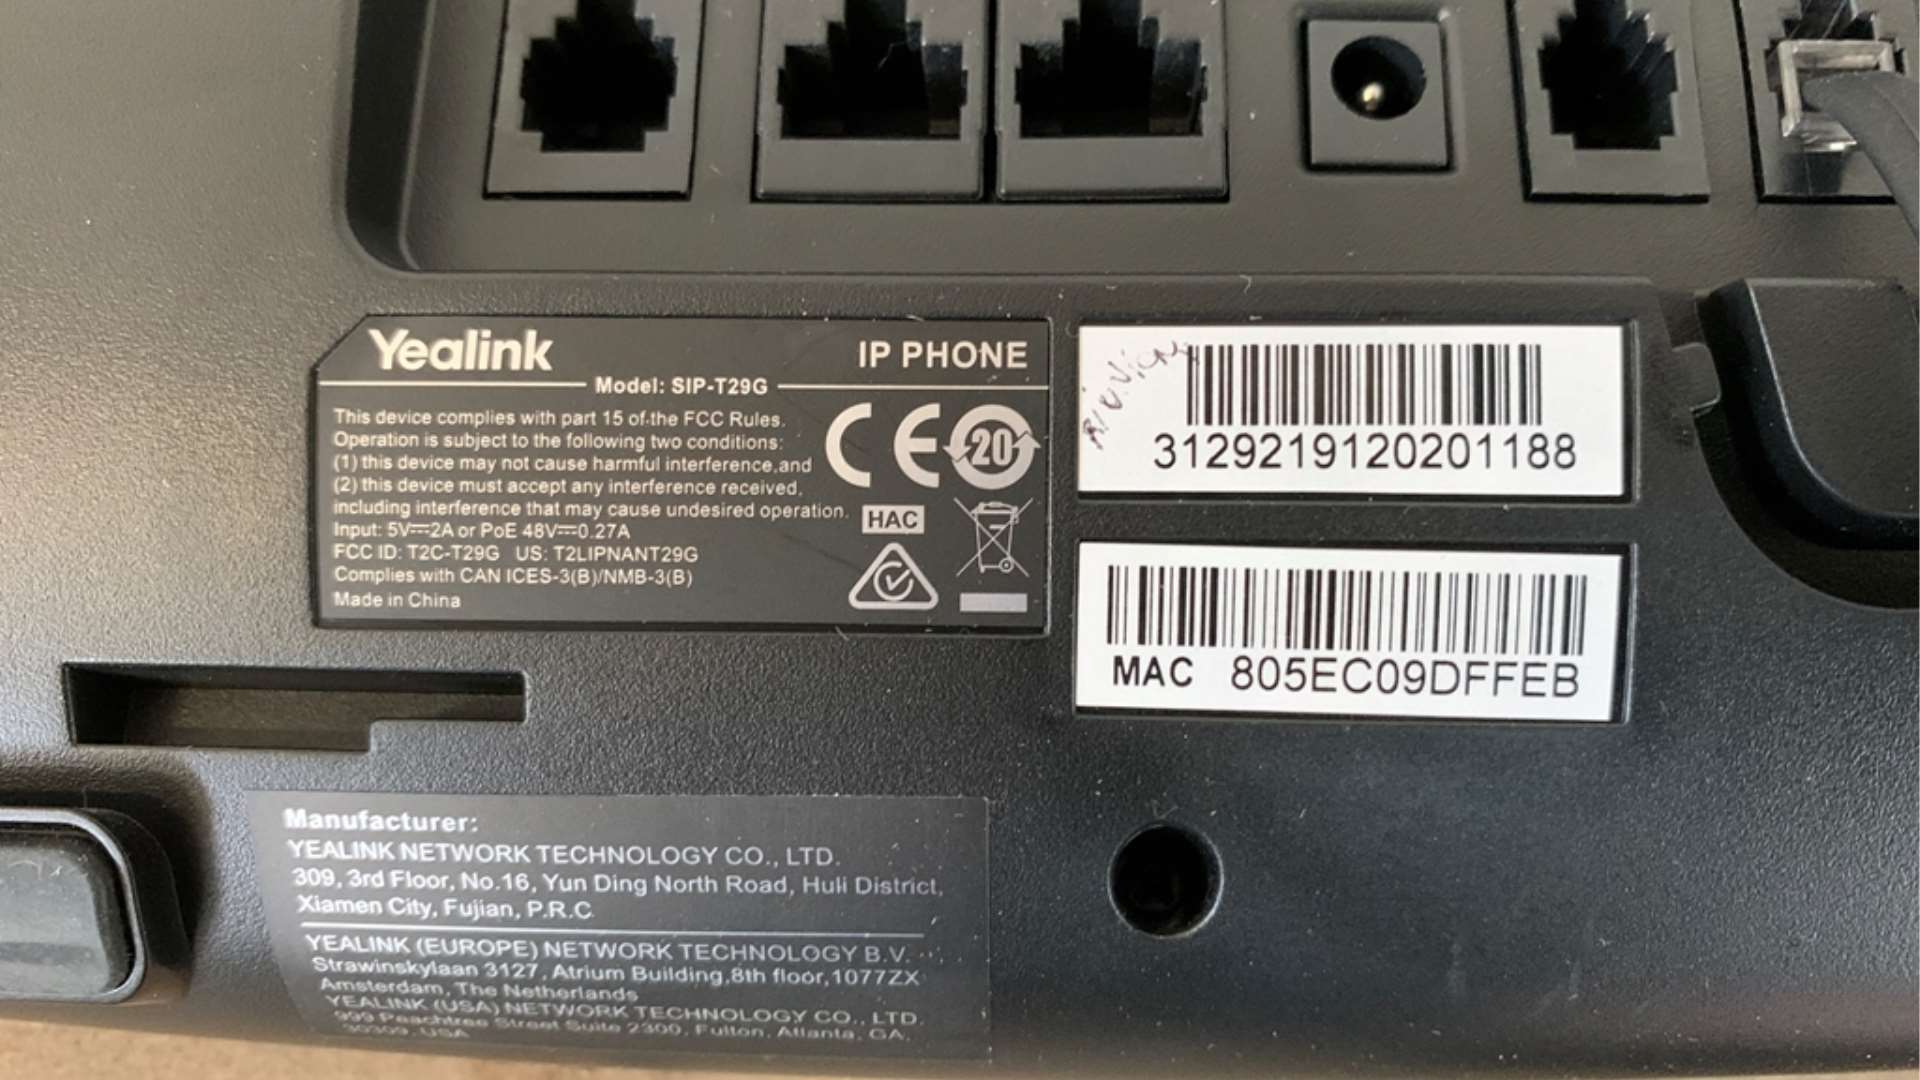 Yealink
IP PHONE
Model: SIP-T29G
This device complies with part 15 of the FCC Rules.
Operation is subject to the following two conditions:
(1) this device may not cause harmful interference,and
(2) this device must accept any interference received,
including interference that may cause undesired operation.
Input: 5V⎓2A or PoE 48V⎓0.27A
FCC ID: T2C-T29G US: T2LIPNANT29G
Complies with CAN ICES-3(B)/NMB-3(B)
Made in China
CE
20
HAC
3129219120201188
MAC 805EC09DFFEB
Manufacturer:
YEALINK NETWORK TECHNOLOGY CO., LTD.
309, 3rd Floor, No.16, Yun Ding North Road, Huli District,
Xiamen City, Fujian, P.R.C
YEALINK (EUROPE) NETWORK TECHNOLOGY B.V.
Strawinskylaan 3127, Atrium Building,8th floor,1077ZX
Amsterdam, The Netherlands
YEALINK (USA) NETWORK TECHNOLOGY CO., LTD.
999 Peachtree Street Suite 2300, Fulton, Atlanta, GA,
30309, USA